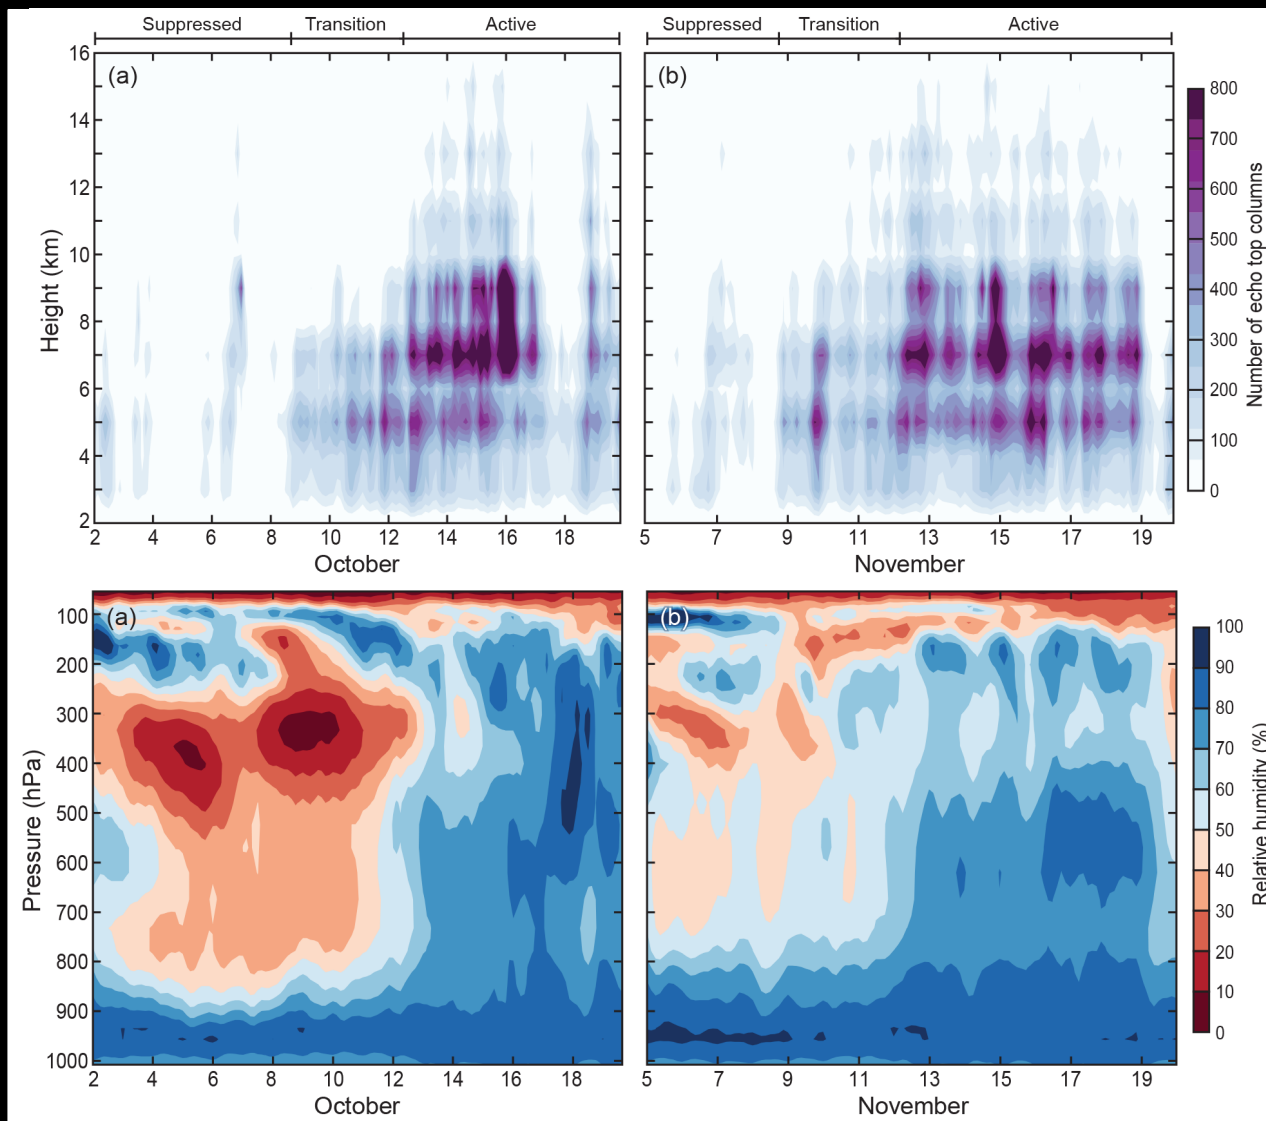 Suppressed Transition Active
Suppressed Transition Active
(a)
16
14
12
10
8
6
4
2
Height (km)
2 4 6 8 10 12 14 16 18
October
(b)
5 7 9 11 13 15 17 19
November
800
700
600
500
400
300
200
100
0
Number of echo top columns
(a)
100
200
300
400
500
600
700
800
900
1000
Pressure (hPa)
2 4 6 8 10 12 14 16 18
October
(b)
5 7 9 11 13 15 17 19
November
100
90
80
70
60
50
40
30
20
10
0
Relative humidity (%)